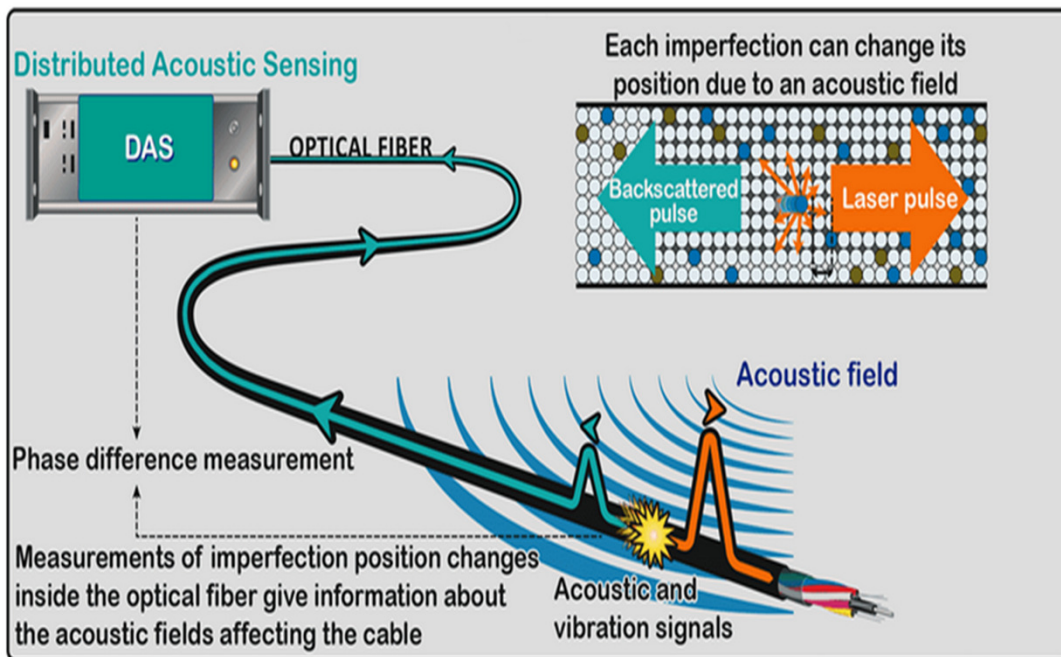 Distributed Acoustic Sensing
DAS
OPTICAL FIBER
Each imperfection can change its
position due to an acoustic field
Backscattered
pulse
Laser pulse
Acoustic field
Phase difference measurement
Measurements of imperfection position changes
inside the optical fiber give information about
the acoustic fields affecting the cable
Acoustic and
vibration signals